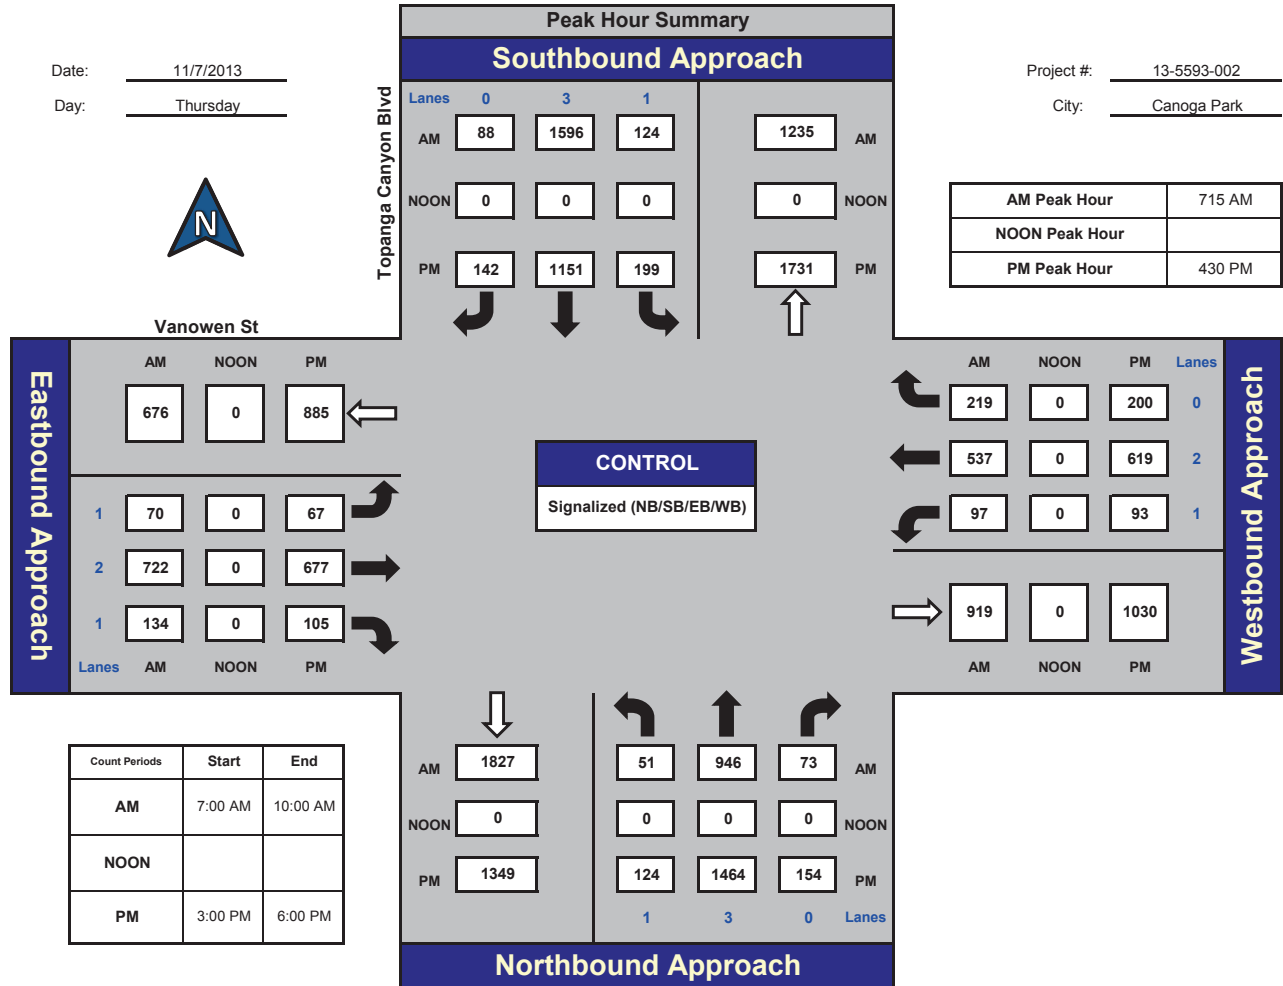 Peak Hour Summary
Southbound Approach
Date: 11/7/2013
Day: Thursday
Project #: 13-5593-002
City: Canoga Park
Topanga Canyon Blvd
Lanes 0 3 1
AM 88 1596 124 1235 AM
NOON 0 0 0 0 NOON
PM 142 1151 199 1731 PM
N
AM Peak Hour 715 AM
NOON Peak Hour
PM Peak Hour 430 PM
Vanowen St
Eastbound Approach
AM NOON PM
676 0 885
1 70 0 67
2 722 0 677
1 134 0 105
Lanes AM NOON PM
CONTROL
Signalized (NB/SB/EB/WB)
AM NOON PM Lanes
219 0 200 0
537 0 619 2
97 0 93 1
919 0 1030
AM NOON PM
Westbound Approach
Count Periods Start End
AM 7:00 AM 10:00 AM
NOON
PM 3:00 PM 6:00 PM
AM 1827 51 946 73 AM
NOON 0 0 0 0 NOON
PM 1349 124 1464 154 PM
1 3 0 Lanes
Northbound Approach